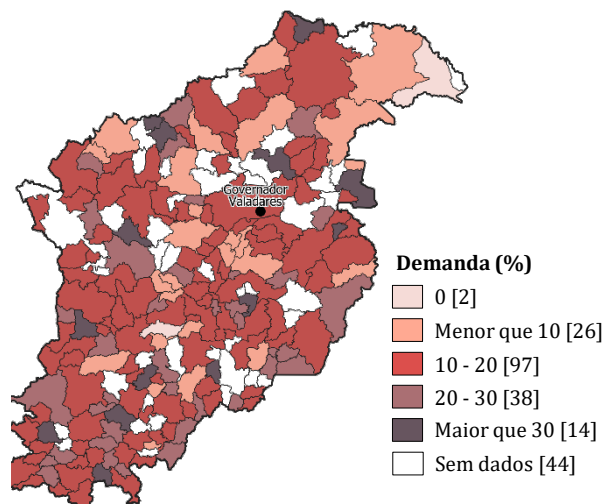 Governador
Valadares
Demanda (%)
0 [2]
Menor que 10 [26]
10 - 20 [97]
20 - 30 [38]
Maior que 30 [14]
Sem dados [44]